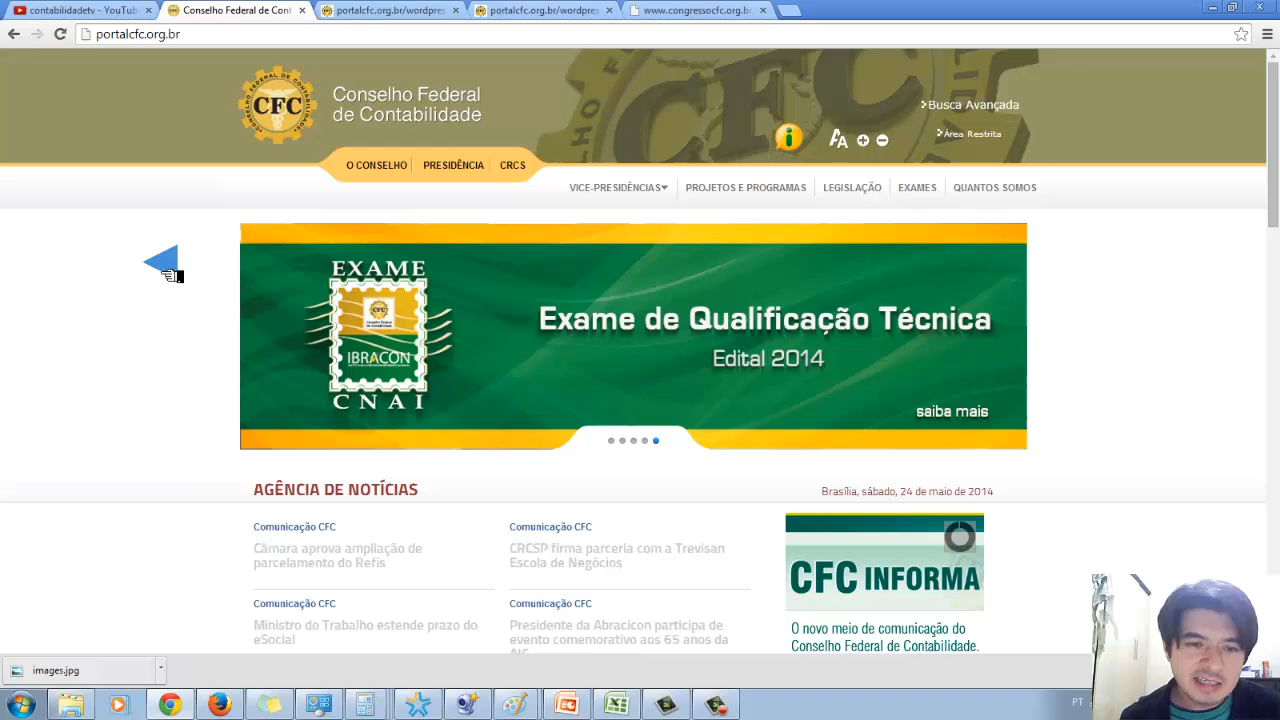 contabilidadetv - YouTub
Conselho Federal de Cont
portalcfc.org.br/wordpres
portalcfc.org.br/wordpres
www.congressocfc.org.br
portalcfc.org.br
CFC
Conselho Federal
de Contabilidade
CFC
Busca Avançada
Área Restrita
O CONSELHO PRESIDÊNCIA CRCS
VICE-PRESIDÊNCIAS PROJETOS E PROGRAMAS LEGISLAÇÃO EXAMES QUANTOS SOMOS
EXAME
IBRACON
CNAI
Exame de Qualificação Técnica
Edital 2014
saiba mais
AGÊNCIA DE NOTÍCIAS
Brasília, sábado, 24 de maio de 2014
Comunicação CFC
Câmara aprova ampliação de
parcelamento do Refis
Comunicação CFC
CRCSP firma parceria com a Trevisan
Escola de Negócios
Comunicação CFC
Ministro do Trabalho estende prazo do
eSocial
Comunicação CFC
Presidente da Abracicon participa de
evento comemorativo aos 65 anos da
CFC INFORMA
O novo meio de comunicação do
Conselho Federal de Contabilidade.
images.jpg
PT